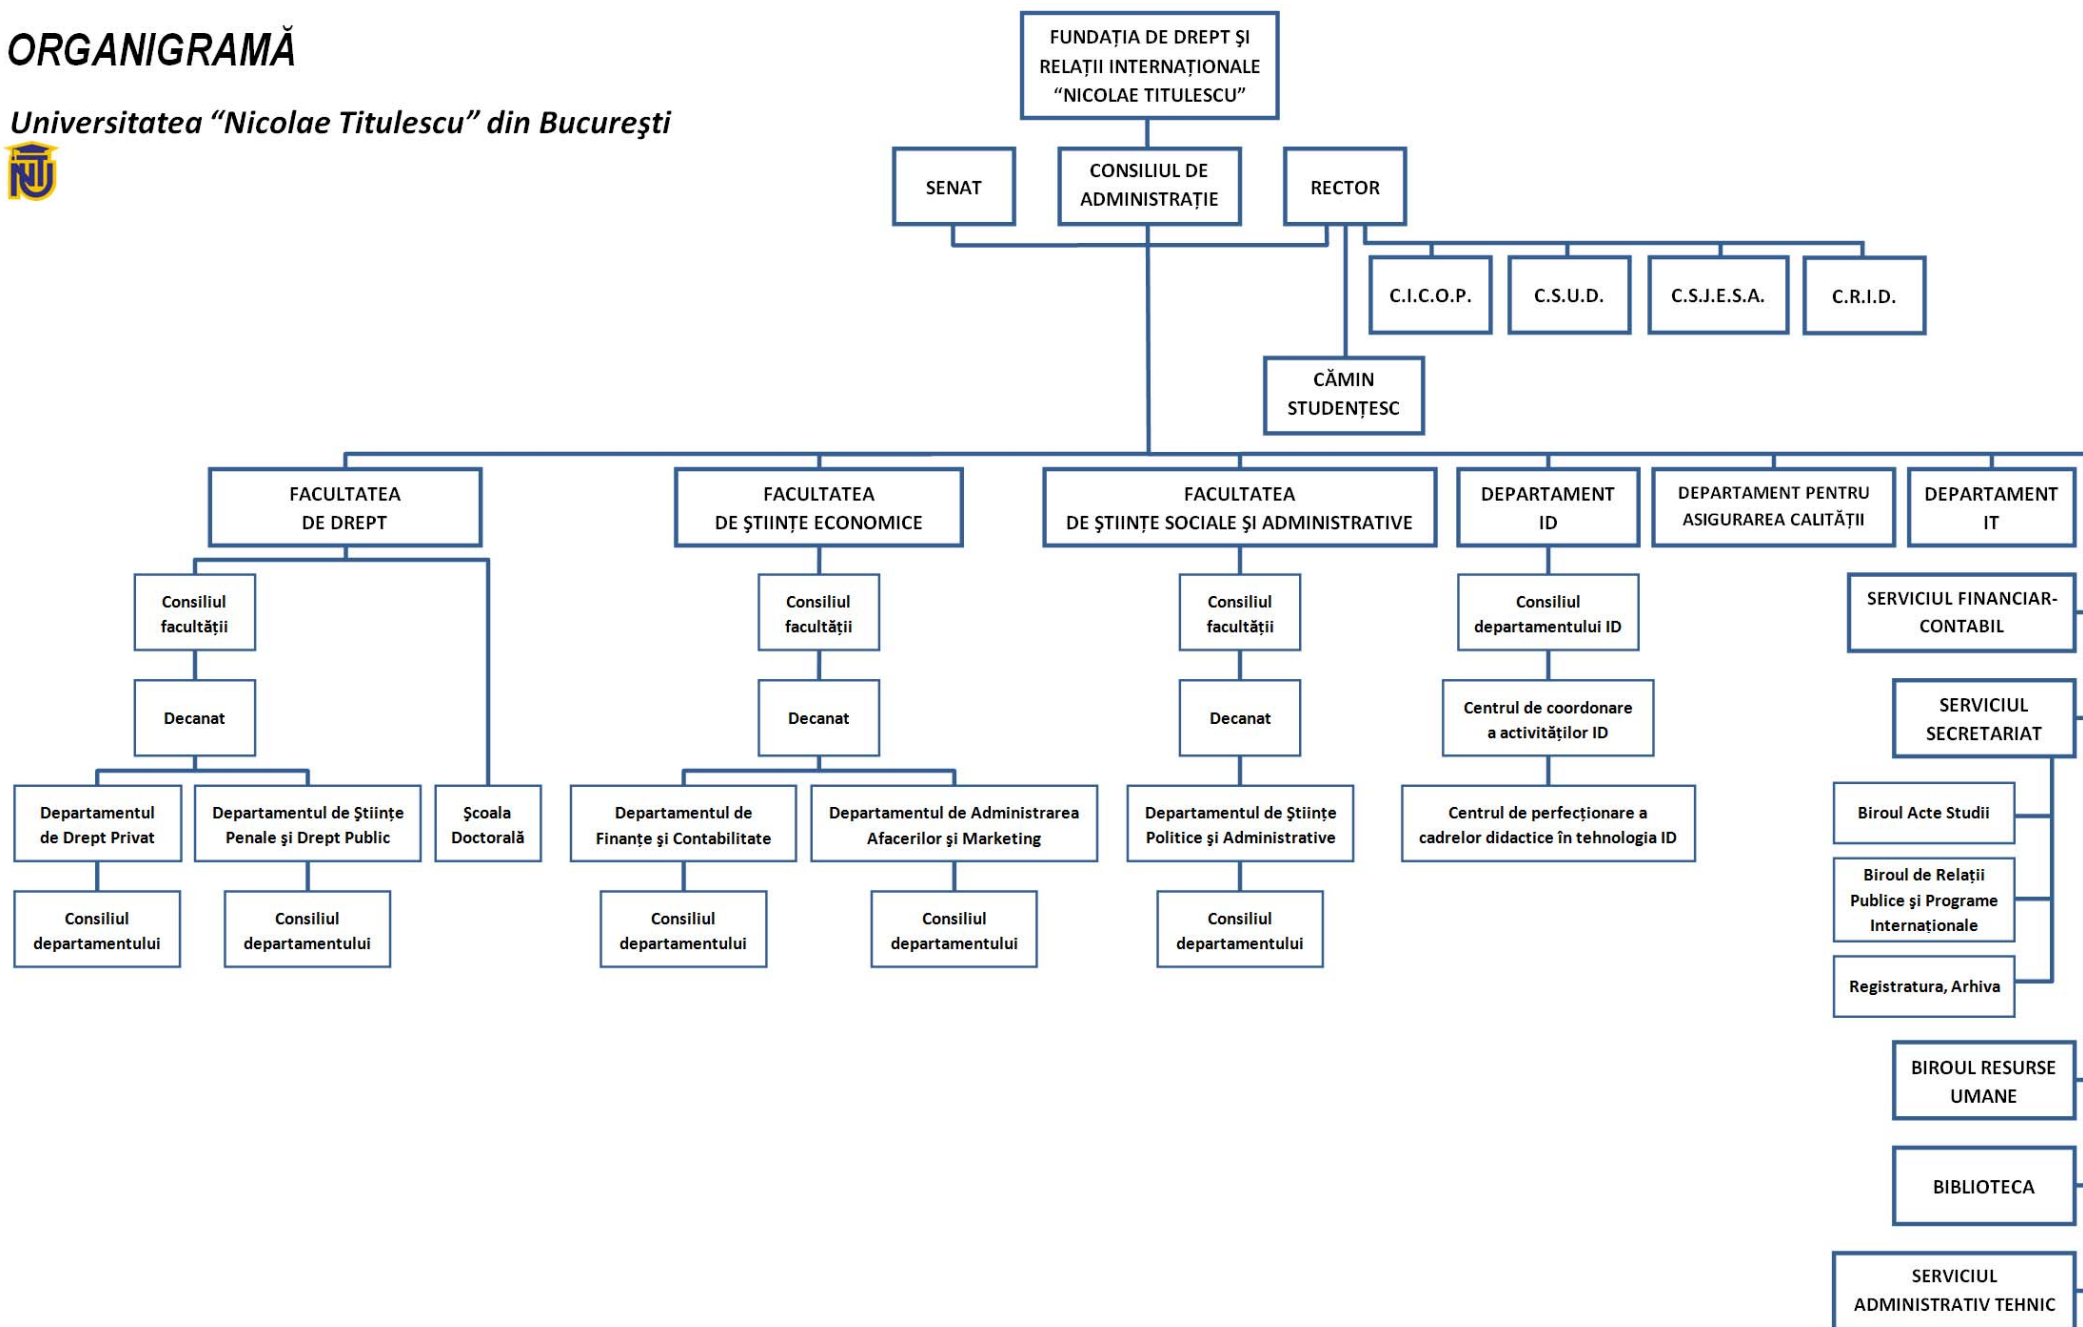 ORGANIGRAMĂ
Universitatea “Nicolae Titulescu” din Bucureşti
NTU
FUNDAȚIA DE DREPT ŞI
RELAȚII INTERNAȚIONALE
“NICOLAE TITULESCU”
SENAT
CONSILIUL DE
ADMINISTRAȚIE
RECTOR
C.I.C.O.P.
C.S.U.D.
C.S.J.E.S.A.
C.R.I.D.
CĂMIN
STUDENȚESC
FACULTATEA
DE DREPT
FACULTATEA
DE ŞTIINȚE ECONOMICE
FACULTATEA
DE ŞTIINȚE SOCIALE ŞI ADMINISTRATIVE
DEPARTAMENT
ID
DEPARTAMENT PENTRU
ASIGURAREA CALITĂȚII
DEPARTAMENT
IT
Consiliul
facultății
Consiliul
facultății
Consiliul
facultății
Consiliul
departamentului ID
SERVICIUL FINANCIAR-
CONTABIL
Decanat
Decanat
Decanat
Centrul de coordonare
a activităților ID
SERVICIUL
SECRETARIAT
Departamentul
de Drept Privat
Departamentul de Ştiințe
Penale şi Drept Public
Şcoala
Doctorală
Departamentul de
Finanțe şi Contabilitate
Departamentul de Administrarea
Afacerilor şi Marketing
Departamentul de Ştiințe
Politice şi Administrative
Centrul de perfecționare a
cadrelor didactice în tehnologia ID
Biroul Acte Studii
Consiliul
departamentului
Consiliul
departamentului
Consiliul
departamentului
Consiliul
departamentului
Consiliul
departamentului
Biroul de Relații
Publice şi Programe
Internaționale
Registratura, Arhiva
BIROUL RESURSE
UMANE
BIBLIOTECA
SERVICIUL
ADMINISTRATIV TEHNIC